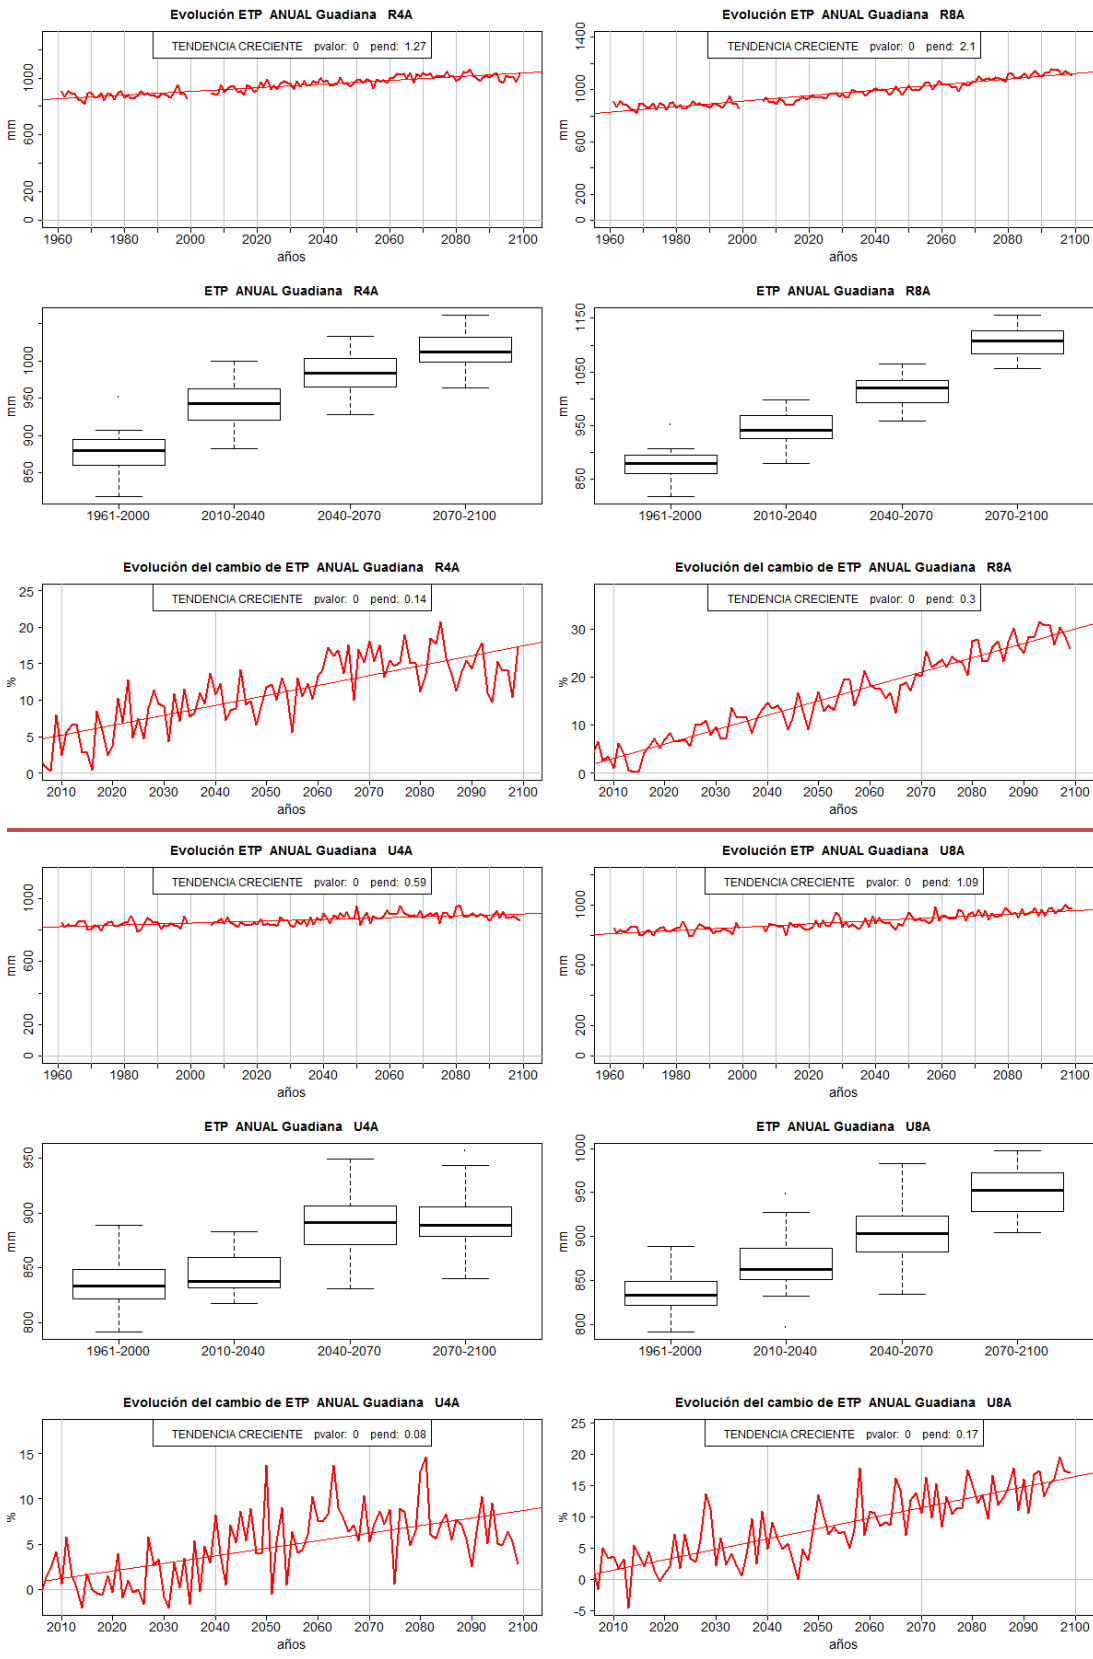 Evolución ETP ANUAL Guadiana R4A
TENDENCIA CRECIENTE pvalor: 0 pend: 1.27
mm
0 200 600 1000
1960 1980 2000 2020 2040 2060 2080 2100
años
Evolución ETP ANUAL Guadiana R8A
TENDENCIA CRECIENTE pvalor: 0 pend: 2.1
mm
0 200 600 1000 1400
1960 1980 2000 2020 2040 2060 2080 2100
años
ETP ANUAL Guadiana R4A
mm
850 900 950 1000
1961-2000 2010-2040 2040-2070 2070-2100
ETP ANUAL Guadiana R8A
mm
850 950 1050 1150
1961-2000 2010-2040 2040-2070 2070-2100
Evolución del cambio de ETP ANUAL Guadiana R4A
TENDENCIA CRECIENTE pvalor: 0 pend: 0.14
%
0 5 10 15 20 25
2010 2020 2030 2040 2050 2060 2070 2080 2090 2100
años
Evolución del cambio de ETP ANUAL Guadiana R8A
TENDENCIA CRECIENTE pvalor: 0 pend: 0.3
%
0 10 20 30
2010 2020 2030 2040 2050 2060 2070 2080 2090 2100
años
Evolución ETP ANUAL Guadiana U4A
TENDENCIA CRECIENTE pvalor: 0 pend: 0.59
mm
0 200 600 1000
1960 1980 2000 2020 2040 2060 2080 2100
años
Evolución ETP ANUAL Guadiana U8A
TENDENCIA CRECIENTE pvalor: 0 pend: 1.09
mm
0 200 600 1000
1960 1980 2000 2020 2040 2060 2080 2100
años
ETP ANUAL Guadiana U4A
mm
800 850 900 950
1961-2000 2010-2040 2040-2070 2070-2100
ETP ANUAL Guadiana U8A
mm
800 850 900 950 1000
1961-2000 2010-2040 2040-2070 2070-2100
Evolución del cambio de ETP ANUAL Guadiana U4A
TENDENCIA CRECIENTE pvalor: 0 pend: 0.08
%
0 5 10 15
2010 2020 2030 2040 2050 2060 2070 2080 2090 2100
años
Evolución del cambio de ETP ANUAL Guadiana U8A
TENDENCIA CRECIENTE pvalor: 0 pend: 0.17
%
-5 0 5 10 15 20 25
2010 2020 2030 2040 2050 2060 2070 2080 2090 2100
años